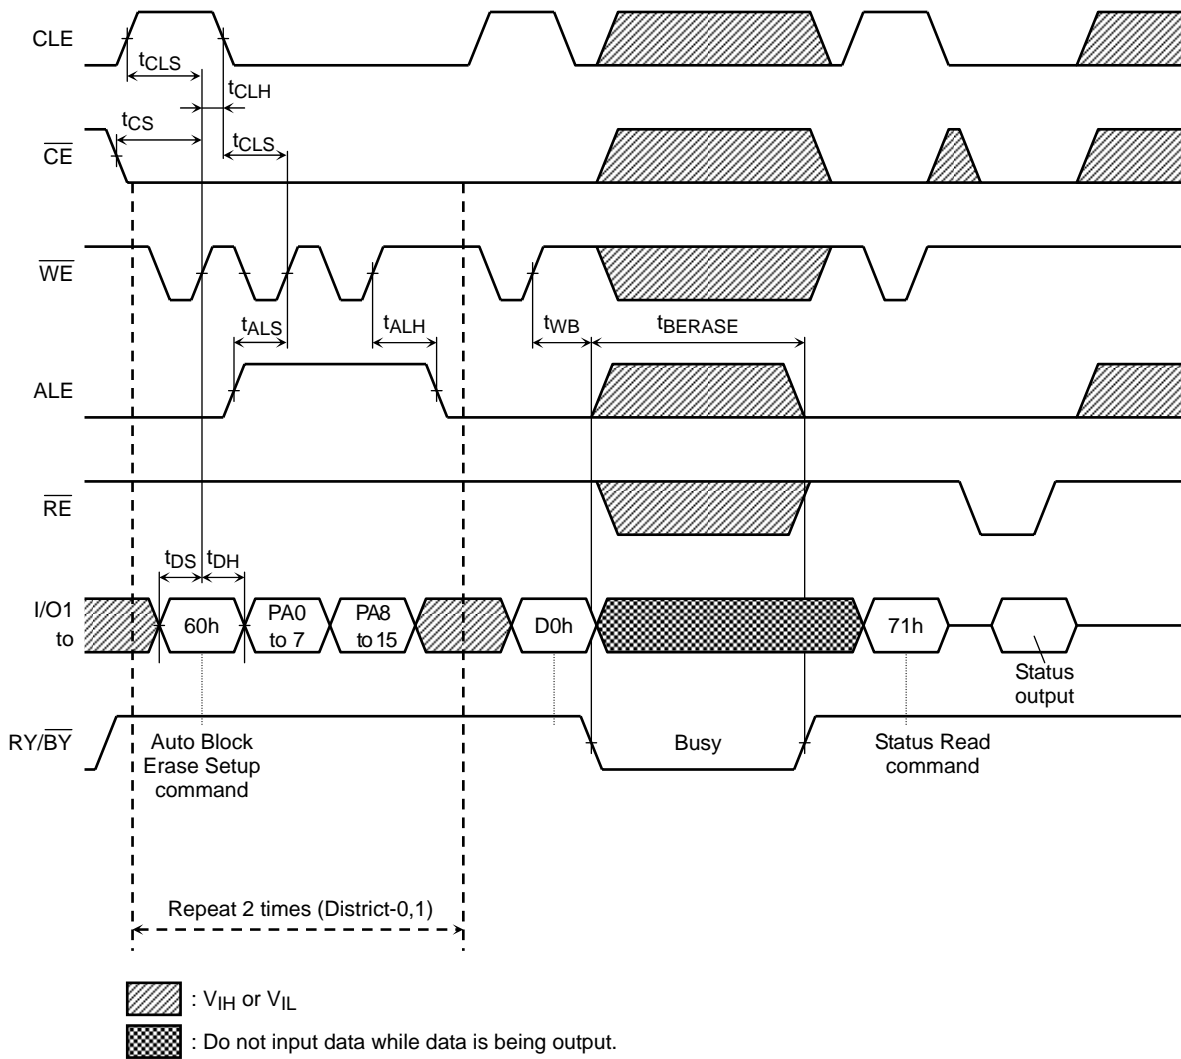 CLE
tCLS
tCLH
tCS
tCLS
CE
WE
tALS
tALH
tWB
tBERASE
ALE
RE
tDS
tDH
I/O1
to
60h
PA0
to 7
PA8
to 15
D0h
71h
Status
output
RY/BY
Auto Block
Erase Setup
command
Busy
Status Read
command
Repeat 2 times (District-0,1)
: VIH or VIL
: Do not input data while data is being output.